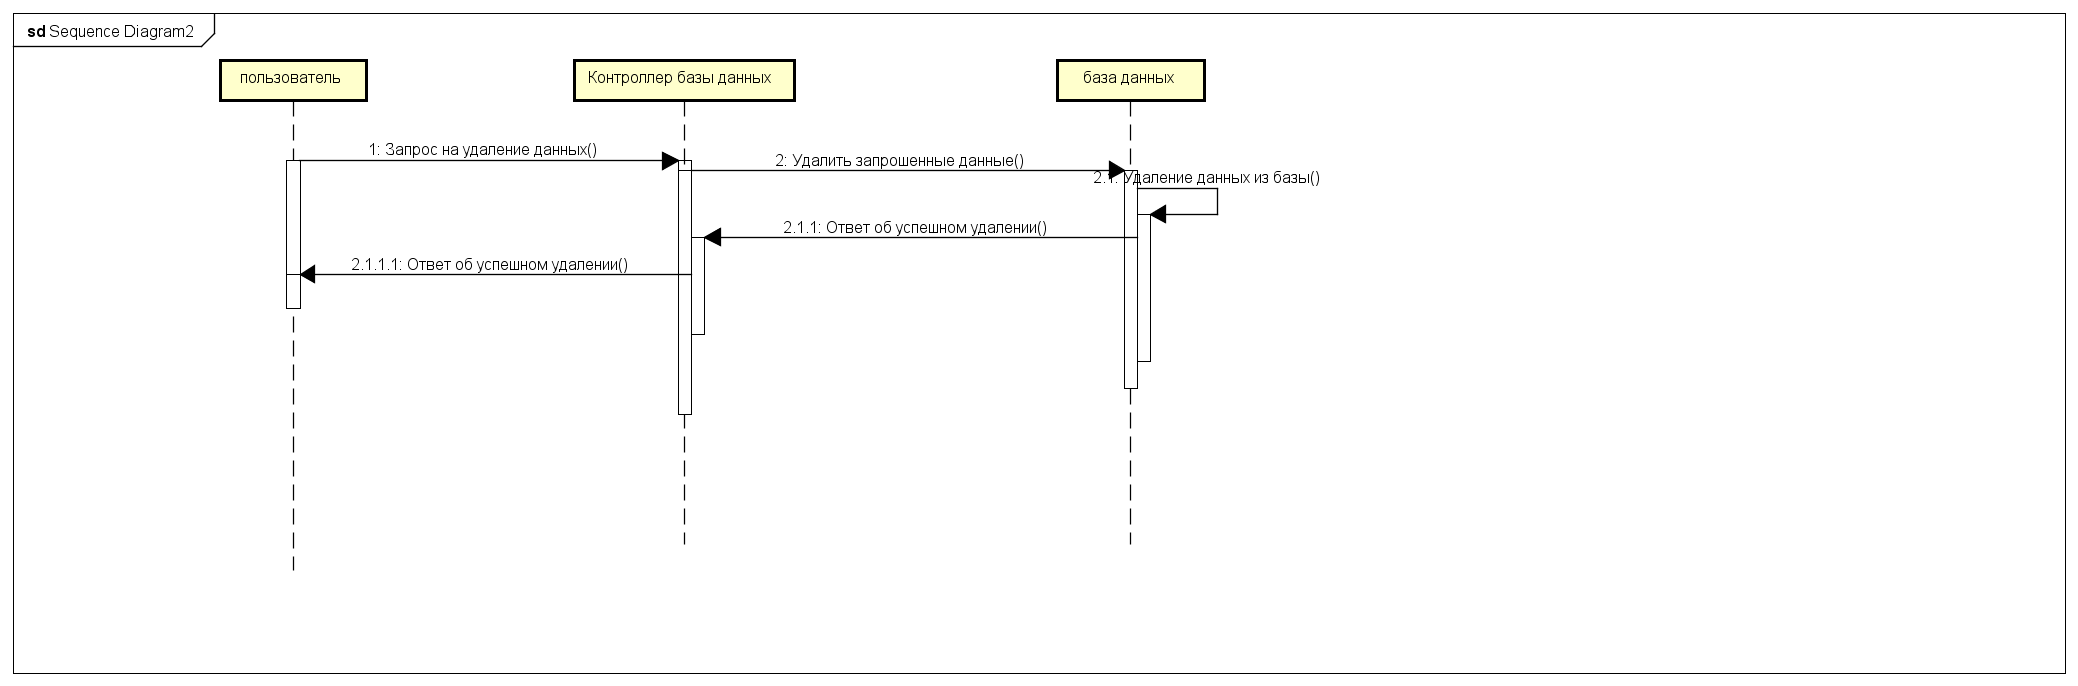 sd Sequence Diagram2
пользователь
Контроллер базы данных
база данных
1: Запрос на удаление данных()
2: Удалить запрошенные данные()
2.1: Удаление данных из базы()
2.1.1: Ответ об успешном удалении()
2.1.1.1: Ответ об успешном удалении()